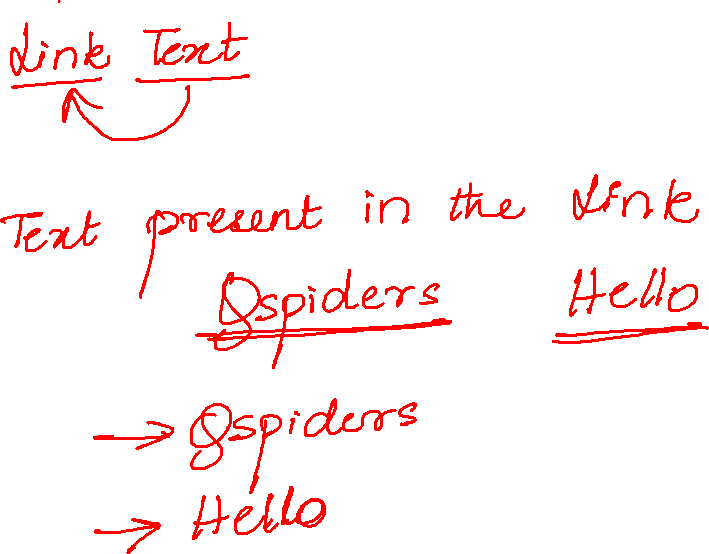 Link Text
Text present in the Link
Qspiders Hello
→ Qspiders
→ Hello